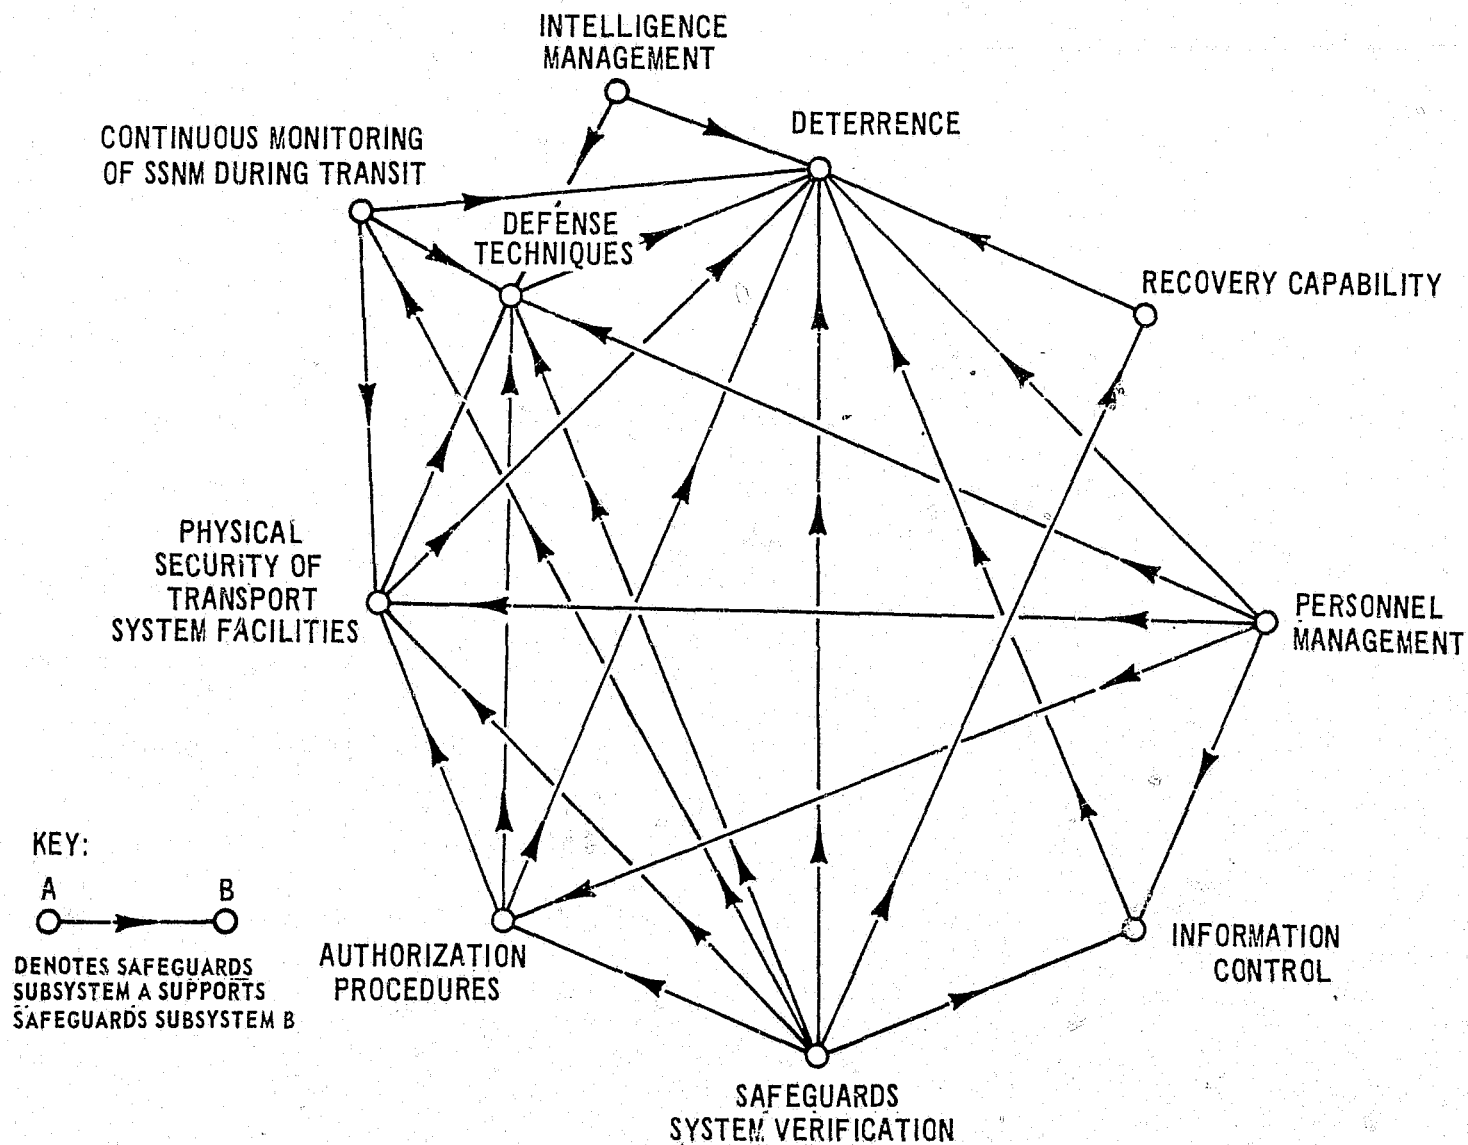 INTELLIGENCE
MANAGEMENT
DETERRENCE
CONTINUOUS MONITORING
OF SSNM DURING TRANSIT
DEFENSE
TECHNIQUES
RECOVERY CAPABILITY
PHYSICAL
SECURITY OF
TRANSPORT
SYSTEM FACILITIES
PERSONNEL
MANAGEMENT
KEY:
A B
DENOTES SAFEGUARDS
SUBSYSTEM A SUPPORTS
SAFEGUARDS SUBSYSTEM B
AUTHORIZATION
PROCEDURES
INFORMATION
CONTROL
SAFEGUARDS
SYSTEM VERIFICATION